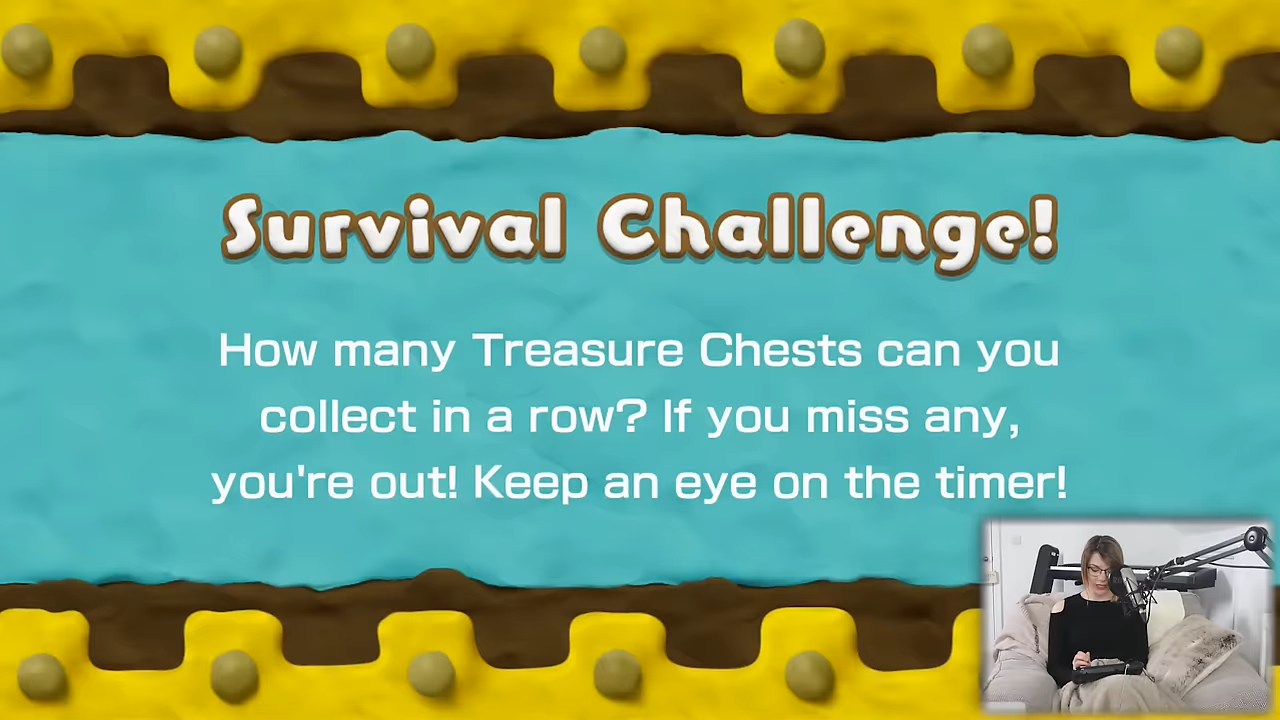 Survival Challenge!
How many Treasure Chests can you
collect in a row? If you miss any,
you're out! Keep an eye on the timer!